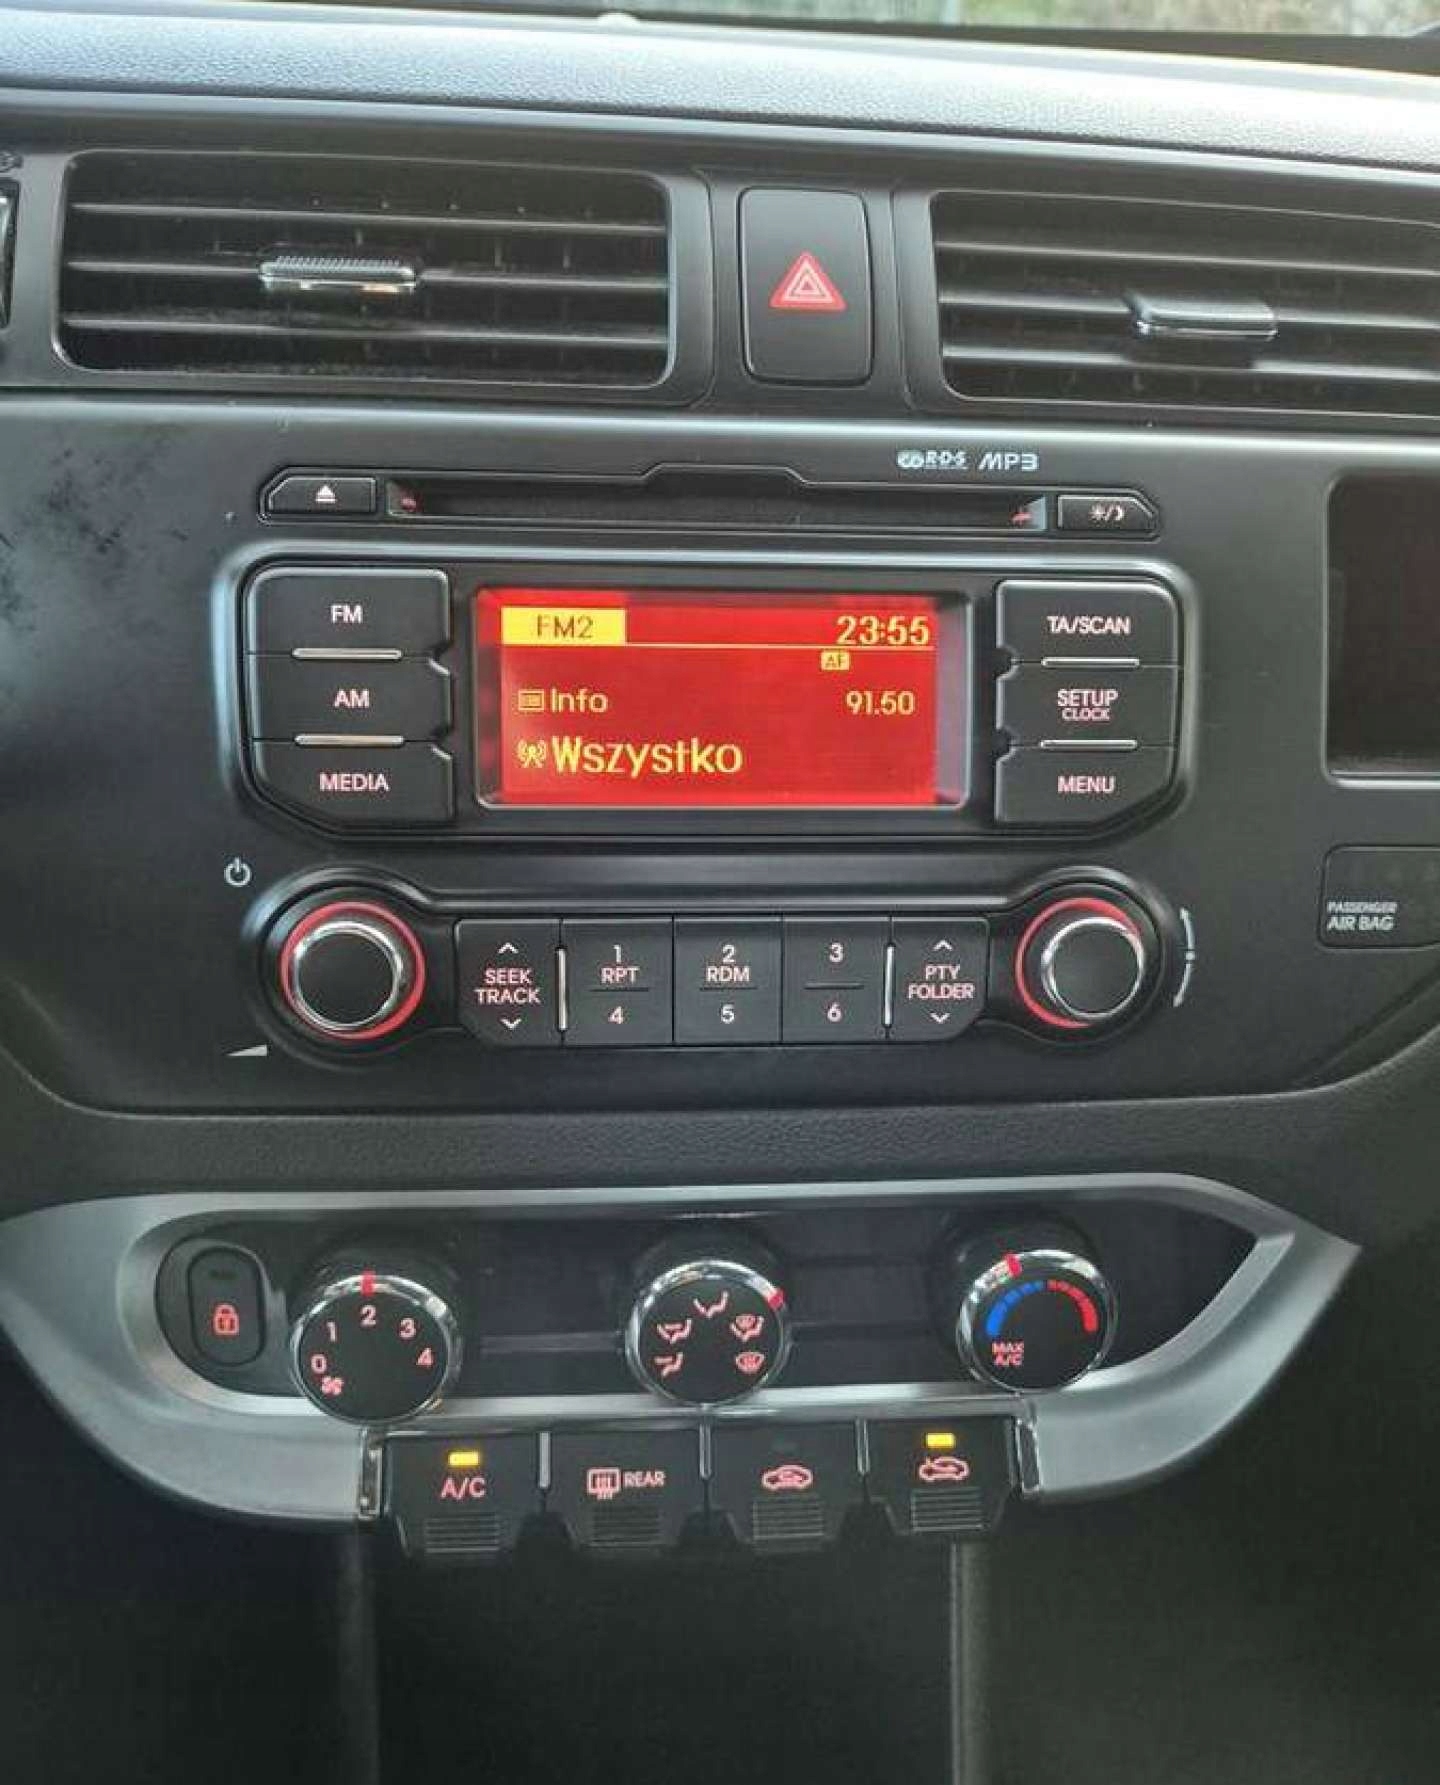 RDS MP3
FM
AM
MEDIA
FM2 23:55
AF
Info 91.50
Wszystko
TA/SCAN
SETUP
CLOCK
MENU
PASSENGER
AIR BAG
SEEK
TRACK
1
RPT
4
2
RDM
5
3
6
PTY
FOLDER
0 1 2 3 4
MAX
A/C
A/C
REAR